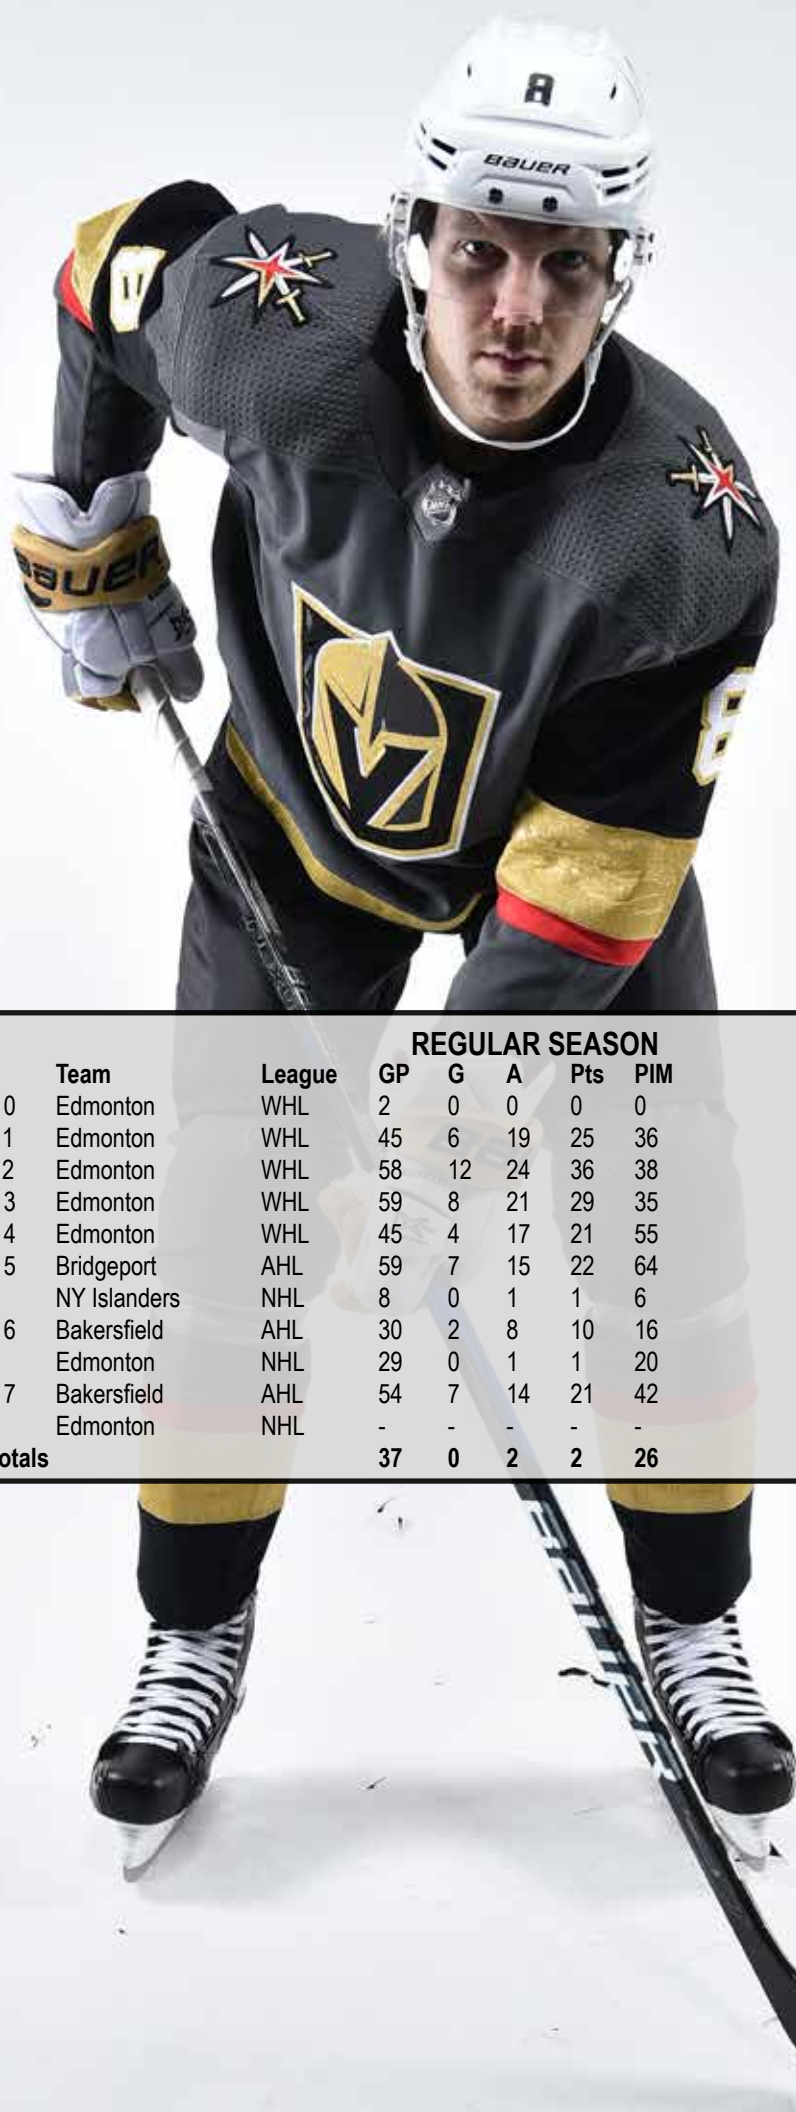 8
BAUER
8
BAUER
8
REGULAR SEASON
Team League GP G A Pts PIM
0 Edmonton WHL 2 0 0 0 0
1 Edmonton WHL 45 6 19 25 36
2 Edmonton WHL 58 12 24 36 38
3 Edmonton WHL 59 8 21 29 35
4 Edmonton WHL 45 4 17 21 55
5 Bridgeport AHL 59 7 15 22 64
NY Islanders NHL 8 0 1 1 6
6 Bakersfield AHL 30 2 8 10 16
Edmonton NHL 29 0 1 1 20
7 Bakersfield AHL 54 7 14 21 42
Edmonton NHL - - - - -
otals 37 0 2 2 26
BAUER